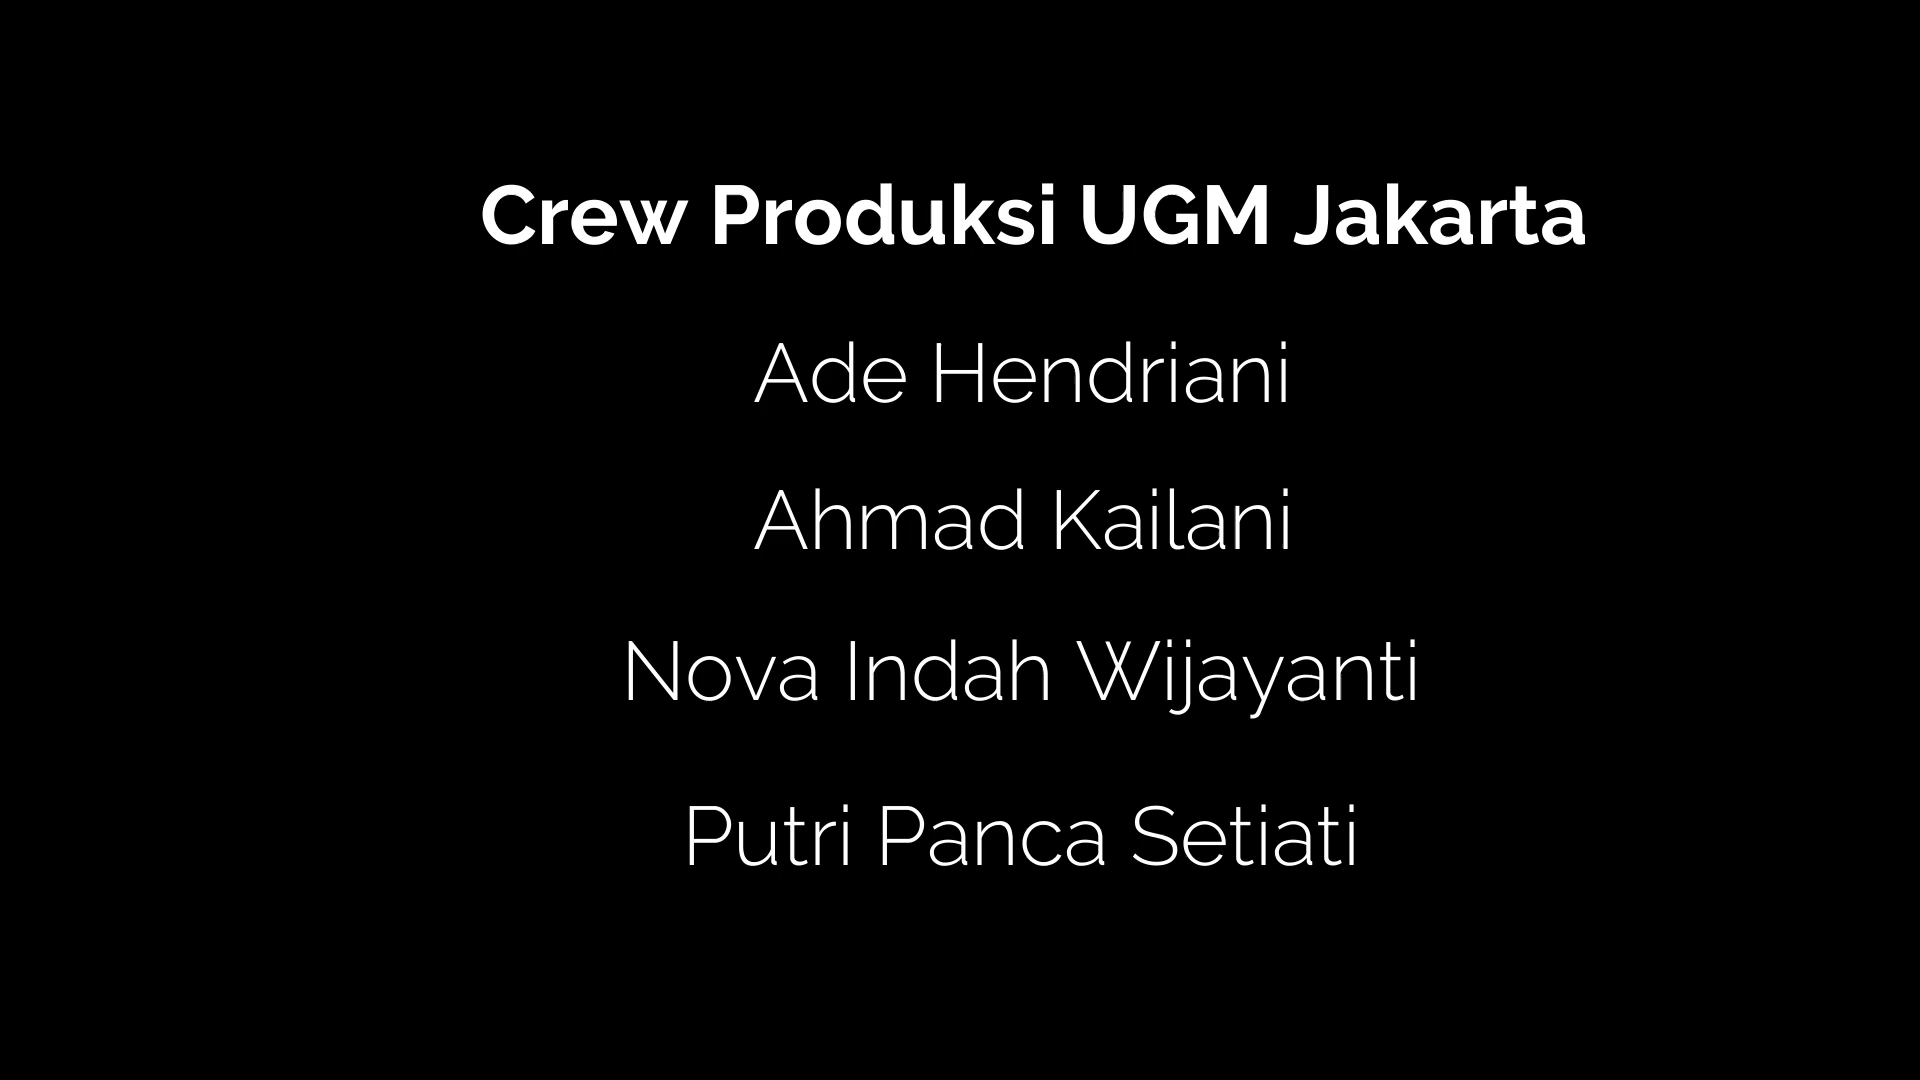 Crew Produksi UGM Jakarta
Ade Hendriani
Ahmad Kailani
Nova Indah Wijayanti
Putri Panca Setiati